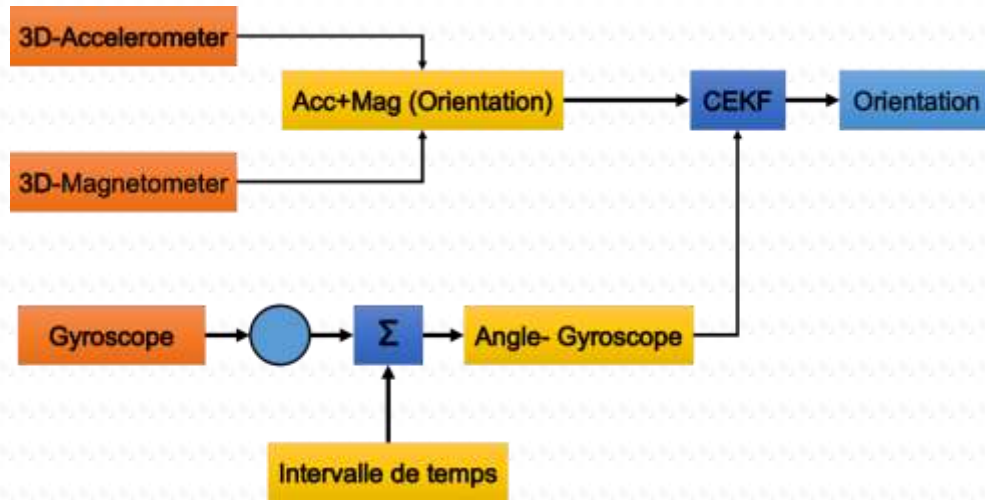 3D-Accelerometer
Acc+Mag (Orientation)
CEKF
Orientation
3D-Magnetometer
Gyroscope
Σ
Angle- Gyroscope
Intervalle de temps